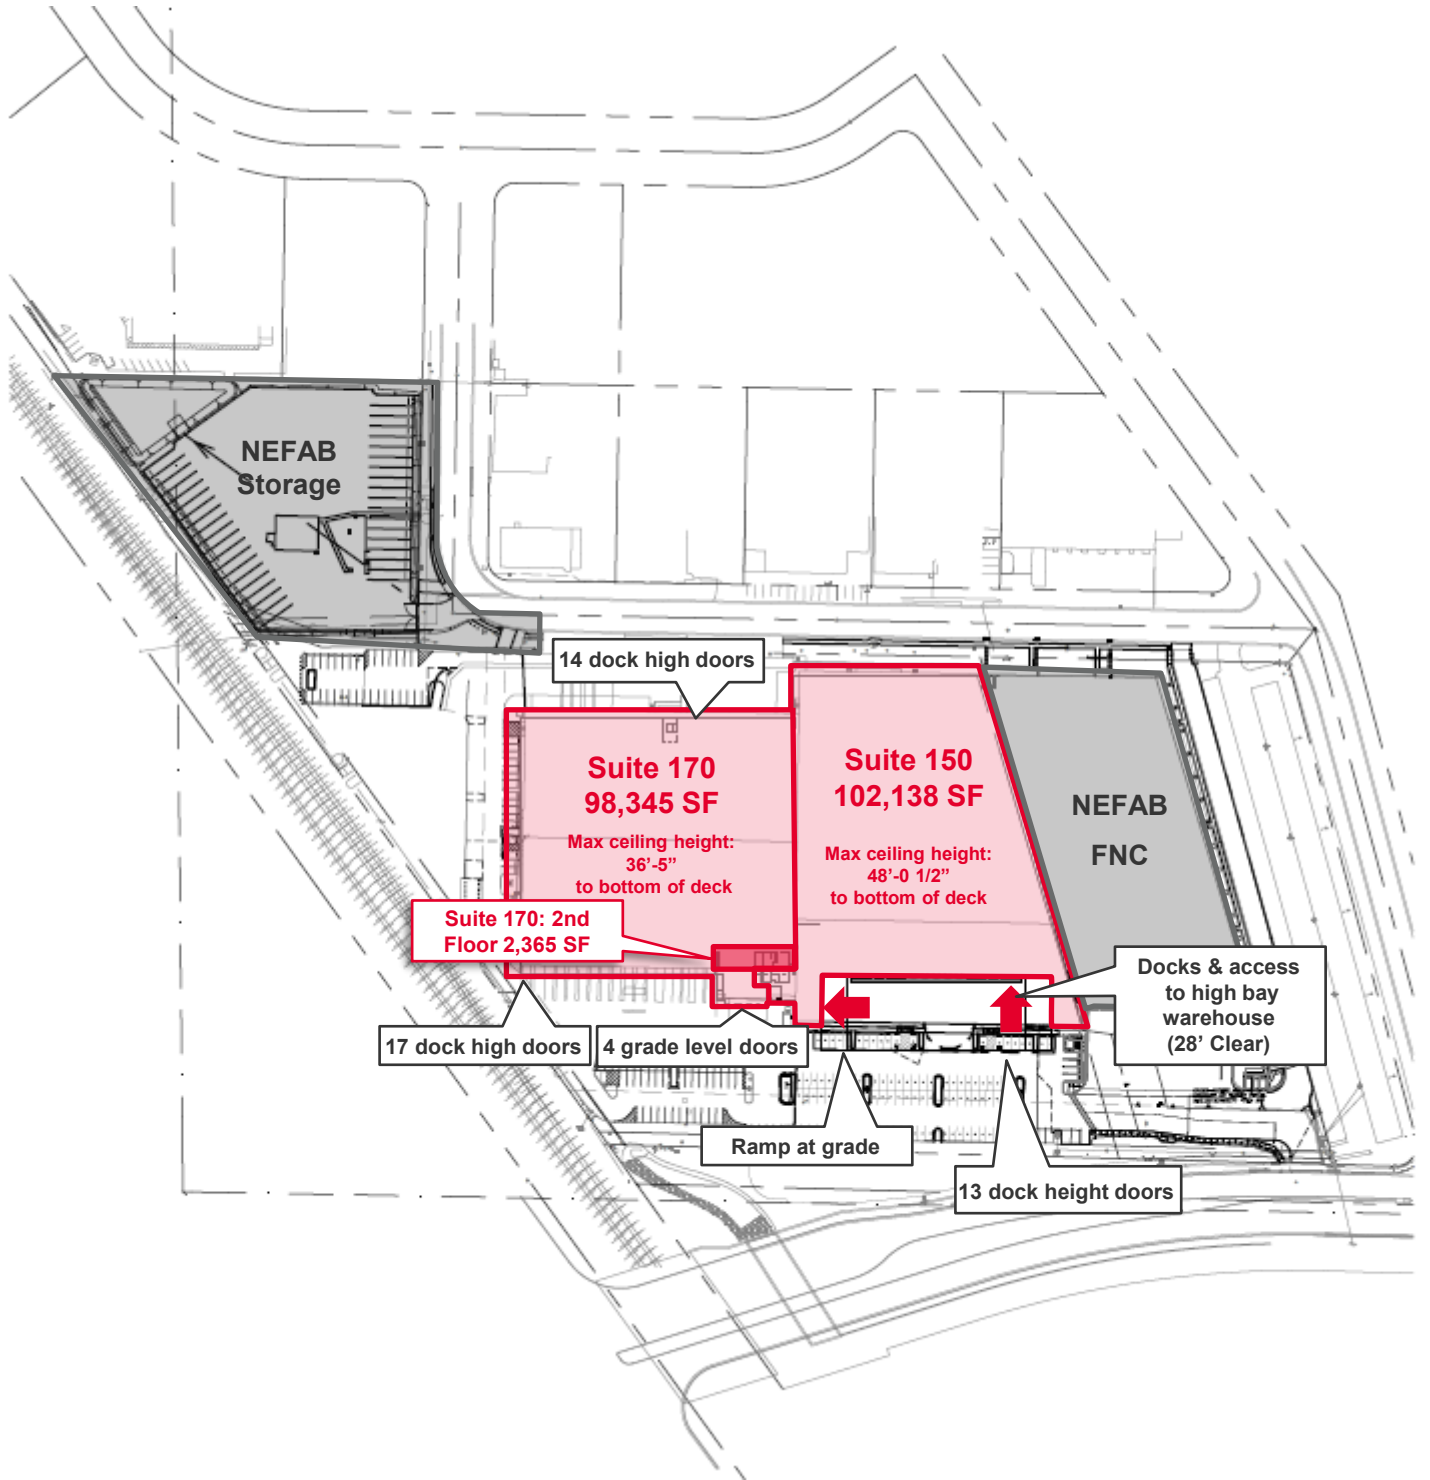 NEFAB
Storage
14 dock high doors
Suite 170
98,345 SF
Max ceiling height:
36'-5”
to bottom of deck
Suite 150
102,138 SF
Max ceiling height:
48'-0 1/2”
to bottom of deck
NEFAB
FNC
Suite 170: 2nd
Floor 2,365 SF
Docks & access
to high bay
warehouse
(28’ Clear)
17 dock high doors
4 grade level doors
Ramp at grade
13 dock height doors